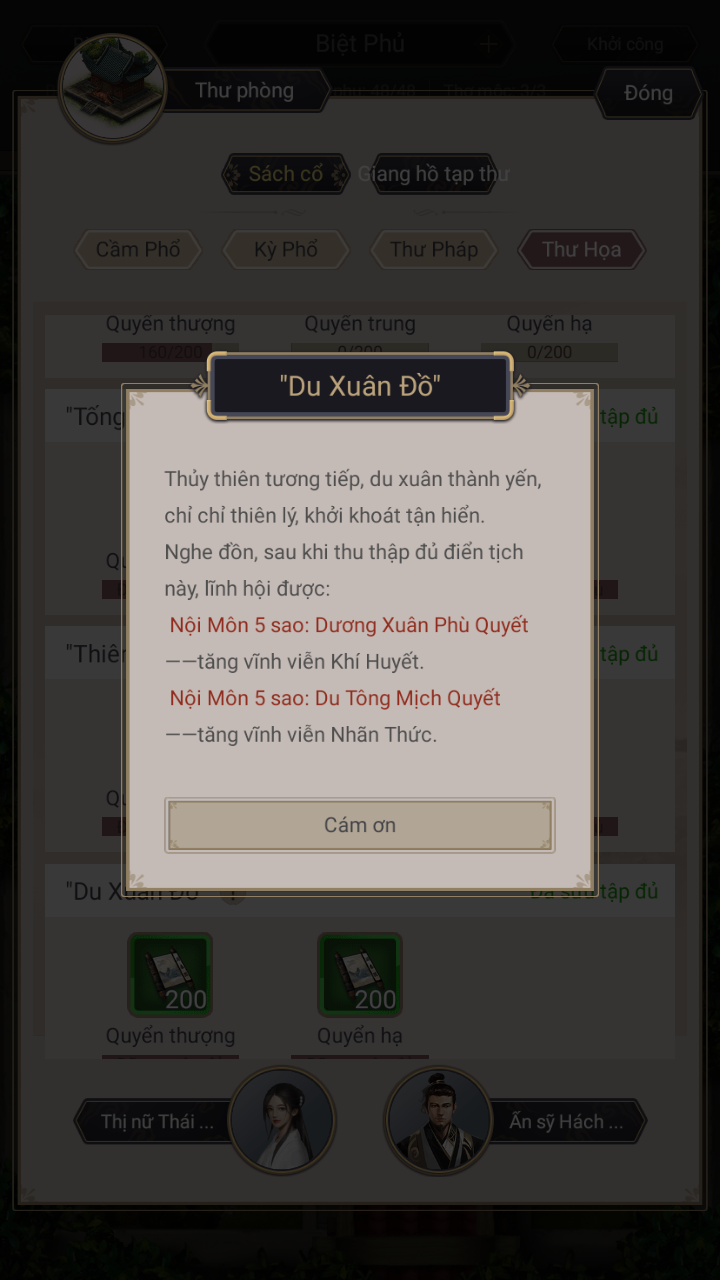 Biệt Phủ
Khởi công
Thư phòng
Đóng
Sách cổ
Giang hồ tạp thư
Cầm Phổ
Kỳ Phổ
Thư Pháp
Thư Họa
Quyển thượng
Quyển trung
Quyển hạ
160/200
0/200
0/200
"Du Xuân Đồ"
"Tống
tập đủ
Thủy thiên tương tiếp, du xuân thành yến,
chỉ chỉ thiên lý, khởi khoát tận hiển.
Nghe đồn, sau khi thu thập đủ điển tịch
này, lĩnh hội được:
Nội Môn 5 sao: Dương Xuân Phù Quyết
——tăng vĩnh viễn Khí Huyết.
Nội Môn 5 sao: Du Tông Mịch Quyết
——tăng vĩnh viễn Nhãn Thức.
"Thiên
tập đủ
Cám ơn
"Du Xuân Đồ"
Đã sưu tập đủ
200
200
Quyển thượng
Quyển hạ
Thị nữ Thái ...
Ẩn sỹ Hách ...